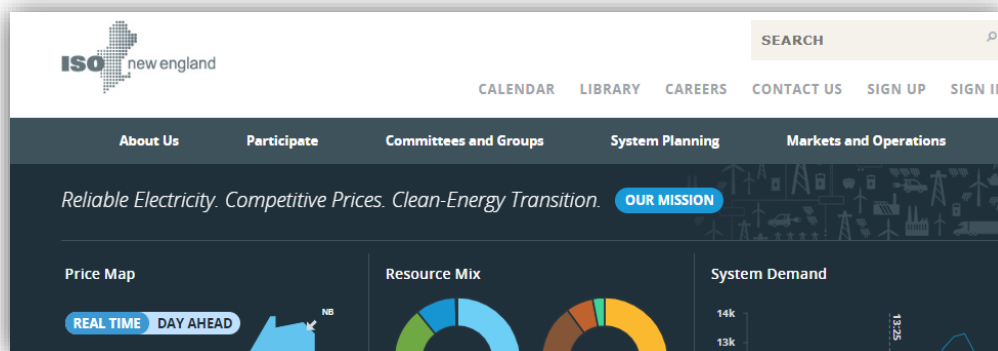 SEARCH
ISO new england
CALENDAR LIBRARY CAREERS CONTACT US SIGN UP SIGN IN
About Us Participate Committees and Groups System Planning Markets and Operations
Reliable Electricity. Competitive Prices. Clean-Energy Transition. OUR MISSION
Price Map Resource Mix System Demand
REAL TIME DAY AHEAD
NB
14k
13:25
13k